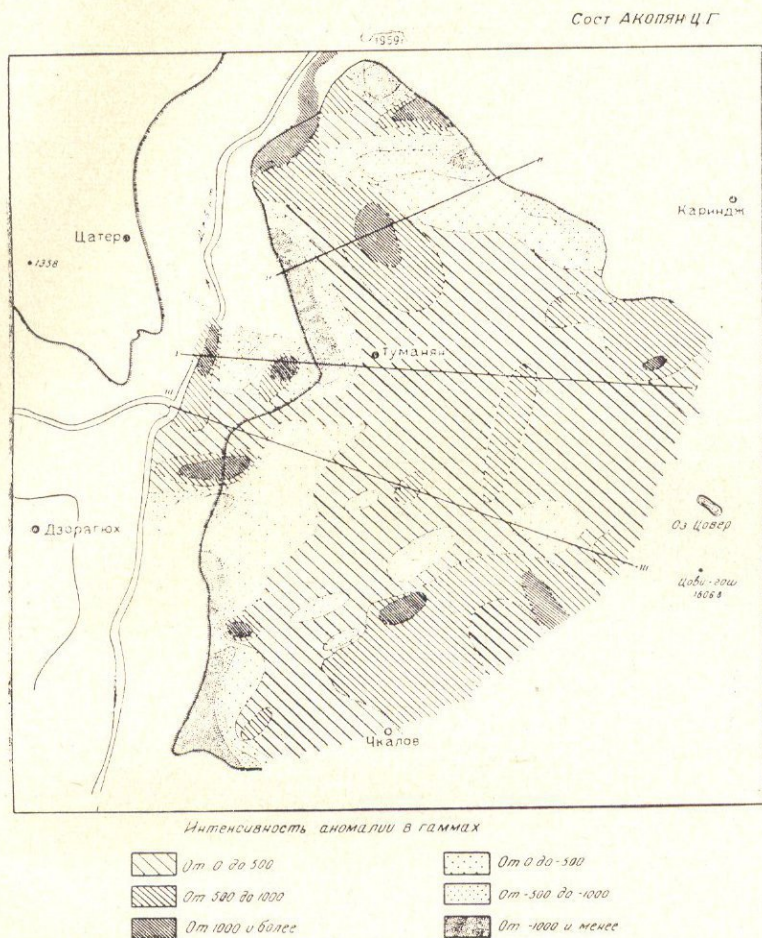 Сост АКОПЯН Ц.Г
1959
Кариндж
Цатер
1358
Туманян
I
III
Дзорагюх
Оз Цовер
III
Цови-гош
Чкалов
Интенсивность аномалии в гаммах
От 0 до 500
От 0 до -500
От 500 до 1000
От -500 до -1000
От 1000 и более
От -1000 и менее